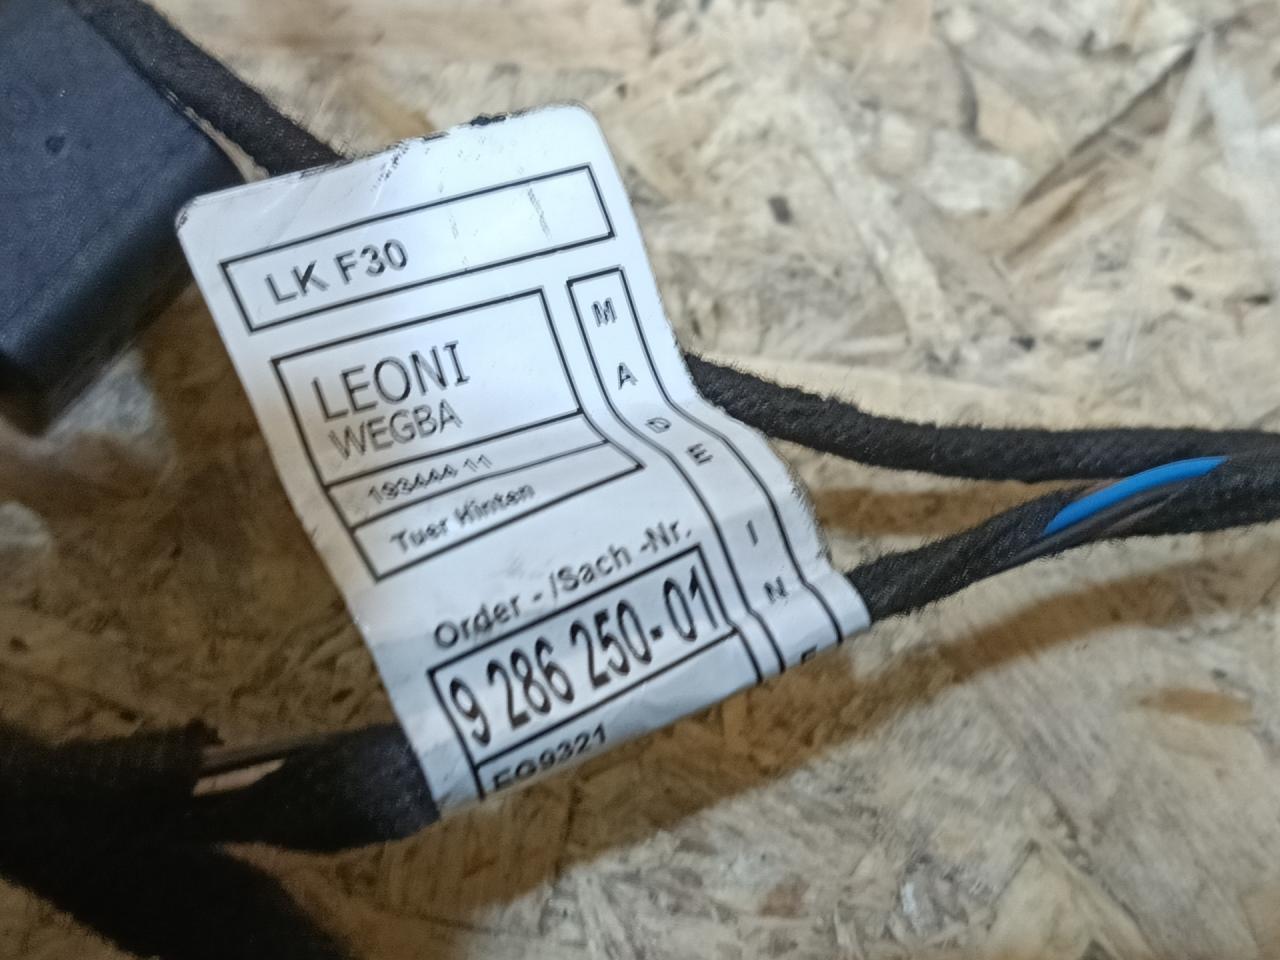 LK F30
LEONI
WEGBA
193444 11
Tuer Hinten
Order - /Sach -Nr.
9 286 250-01
EG9321
MADE IN